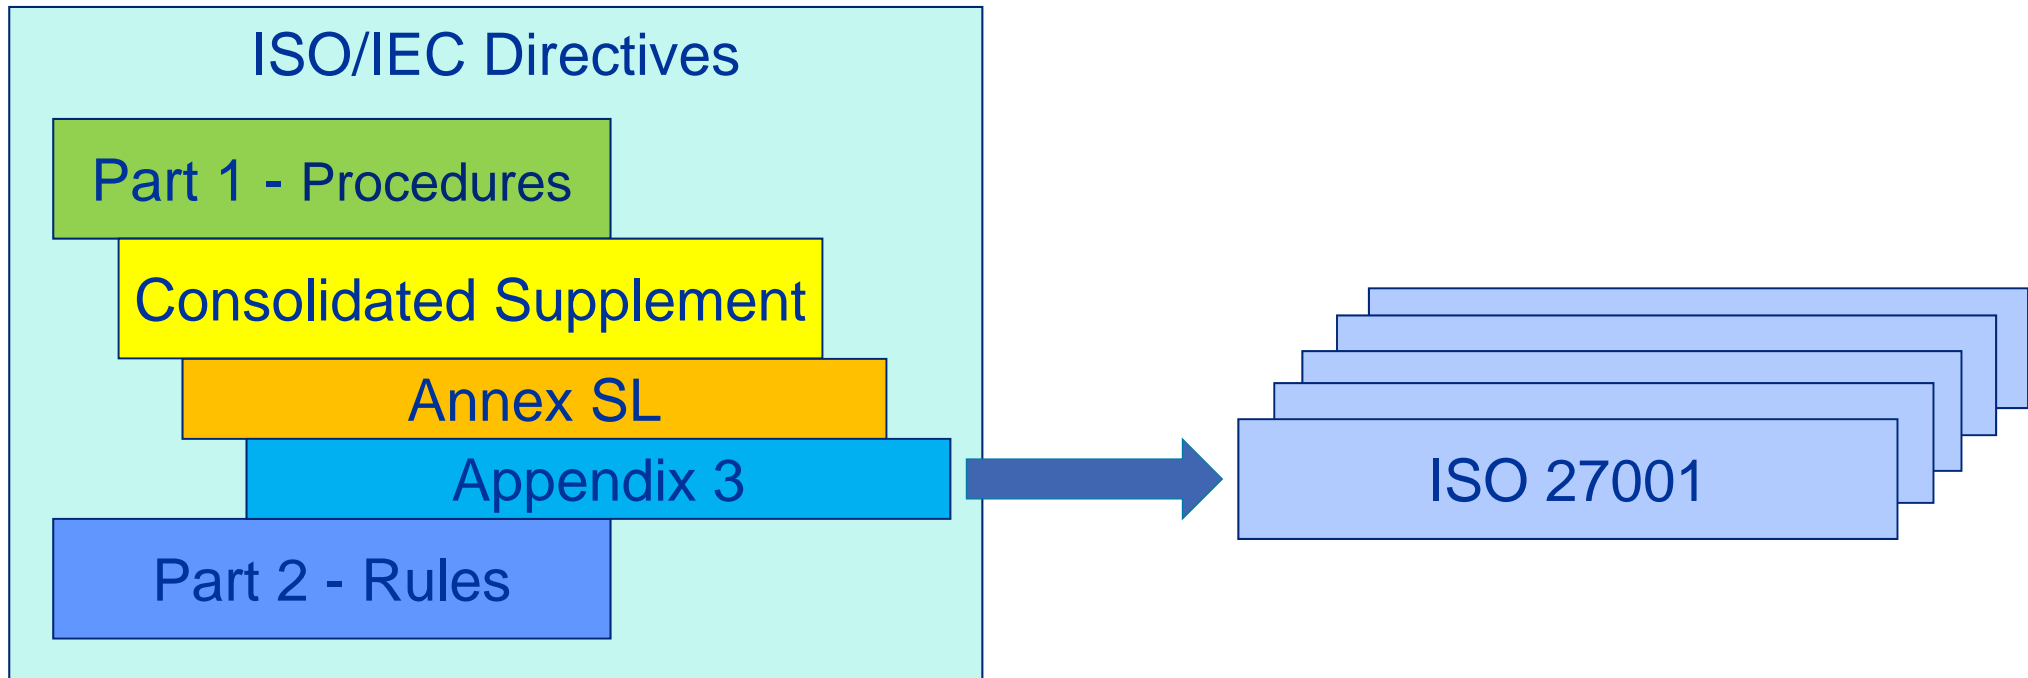 ISO/IEC Directives
Part 1 - Procedures
Consolidated Supplement
Annex SL
Appendix 3
Part 2 - Rules
ISO 27001